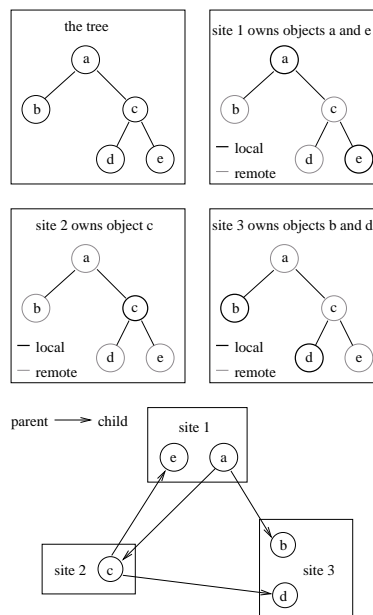 the tree
a
b
c
d
e
site 1 owns objects a and e
a
b
c
d
e
local
remote
site 2 owns object c
a
b
c
d
e
local
remote
site 3 owns objects b and d
a
b
c
d
e
local
remote
parent child
site 1
e
a
site 2
c
b
site 3
d